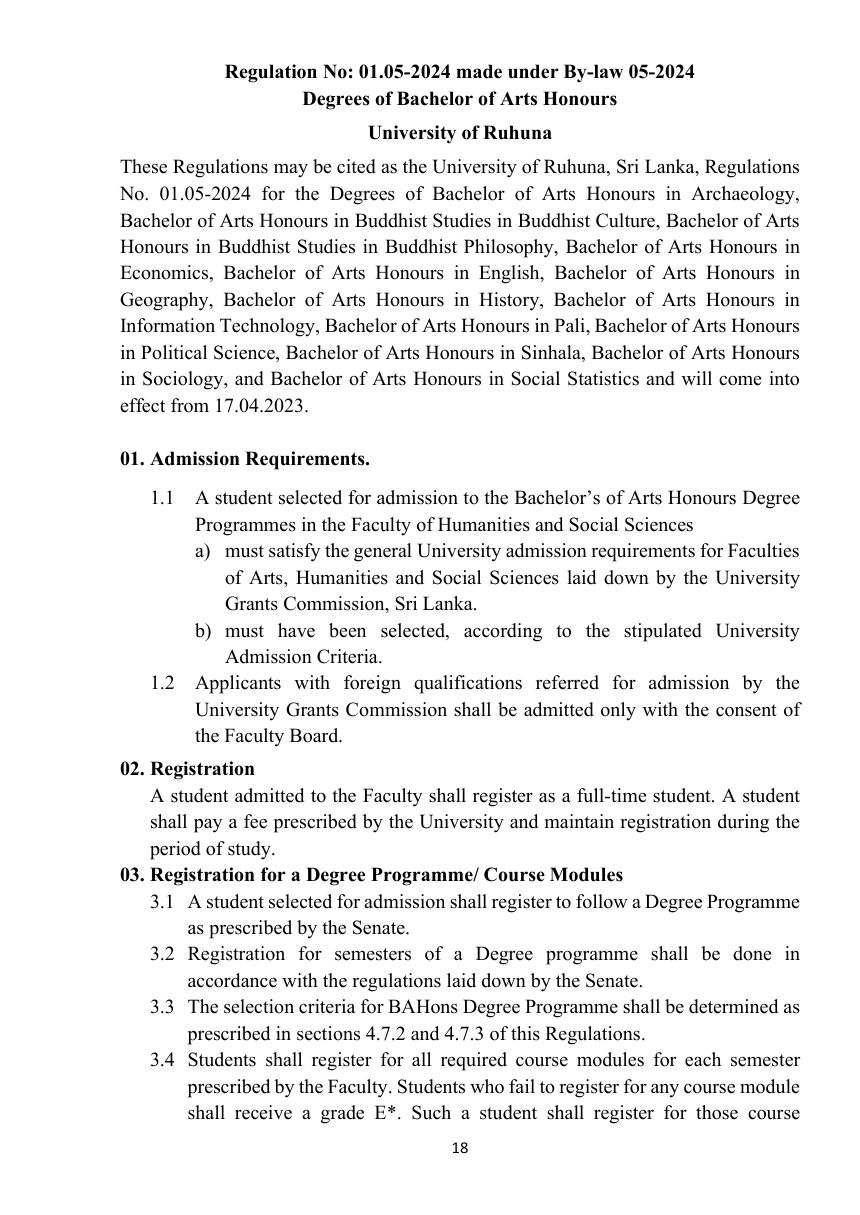 Regulation No: 01.05-2024 made under By-law 05-2024
Degrees of Bachelor of Arts Honours
University of Ruhuna
These Regulations may be cited as the University of Ruhuna, Sri Lanka, Regulations
No. 01.05-2024 for the Degrees of Bachelor of Arts Honours in Archaeology,
Bachelor of Arts Honours in Buddhist Studies in Buddhist Culture, Bachelor of Arts
Honours in Buddhist Studies in Buddhist Philosophy, Bachelor of Arts Honours in
Economics, Bachelor of Arts Honours in English, Bachelor of Arts Honours in
Geography, Bachelor of Arts Honours in History, Bachelor of Arts Honours in
Information Technology, Bachelor of Arts Honours in Pali, Bachelor of Arts Honours
in Political Science, Bachelor of Arts Honours in Sinhala, Bachelor of Arts Honours
in Sociology, and Bachelor of Arts Honours in Social Statistics and will come into
effect from 17.04.2023.
01. Admission Requirements.
1.1 A student selected for admission to the Bachelor’s of Arts Honours Degree
Programmes in the Faculty of Humanities and Social Sciences
a) must satisfy the general University admission requirements for Faculties
of Arts, Humanities and Social Sciences laid down by the University
Grants Commission, Sri Lanka.
b) must have been selected, according to the stipulated University
Admission Criteria.
1.2 Applicants with foreign qualifications referred for admission by the
University Grants Commission shall be admitted only with the consent of
the Faculty Board.
02. Registration
A student admitted to the Faculty shall register as a full-time student. A student
shall pay a fee prescribed by the University and maintain registration during the
period of study.
03. Registration for a Degree Programme/ Course Modules
3.1 A student selected for admission shall register to follow a Degree Programme
as prescribed by the Senate.
3.2 Registration for semesters of a Degree programme shall be done in
accordance with the regulations laid down by the Senate.
3.3 The selection criteria for BAHons Degree Programme shall be determined as
prescribed in sections 4.7.2 and 4.7.3 of this Regulations.
3.4 Students shall register for all required course modules for each semester
prescribed by the Faculty. Students who fail to register for any course module
shall receive a grade E*. Such a student shall register for those course
18